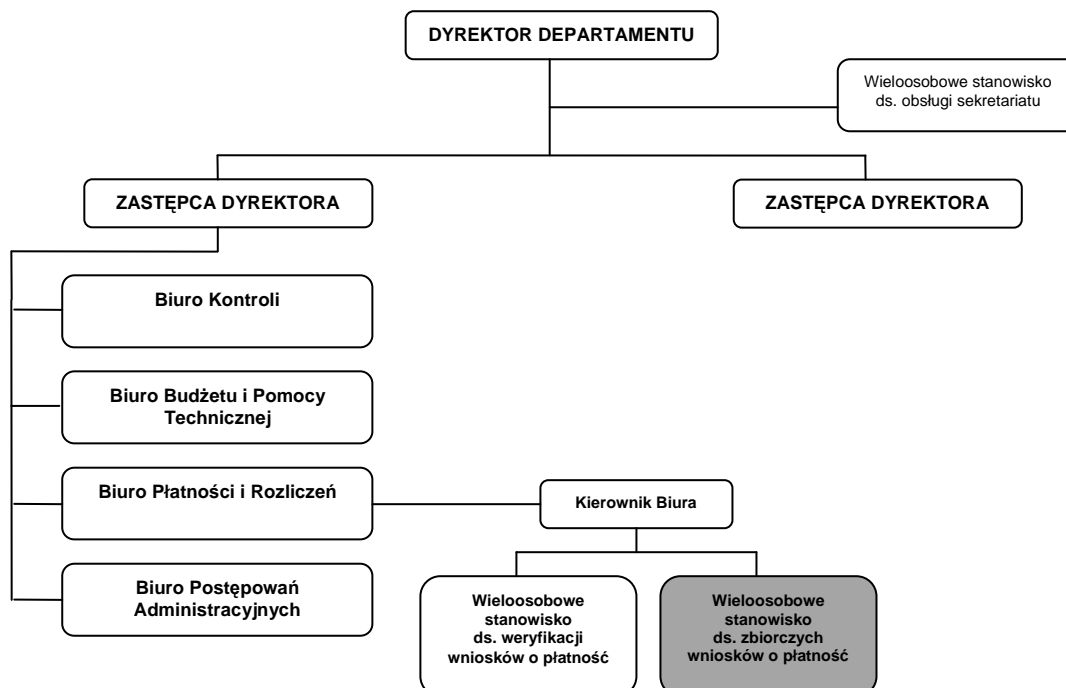 DYREKTOR DEPARTAMENTU
Wieloosobowe stanowisko
ds. obsługi sekretariatu
ZASTĘPCA DYREKTORA
ZASTĘPCA DYREKTORA
Biuro Kontroli
Biuro Budżetu i Pomocy
Technicznej
Biuro Płatności i Rozliczeń
Kierownik Biura
Biuro Postępowań
Administracyjnych
Wieloosobowe
stanowisko
ds. weryfikacji
wniosków o płatność
Wieloosobowe
stanowisko
ds. zbiorczych
wniosków o płatność